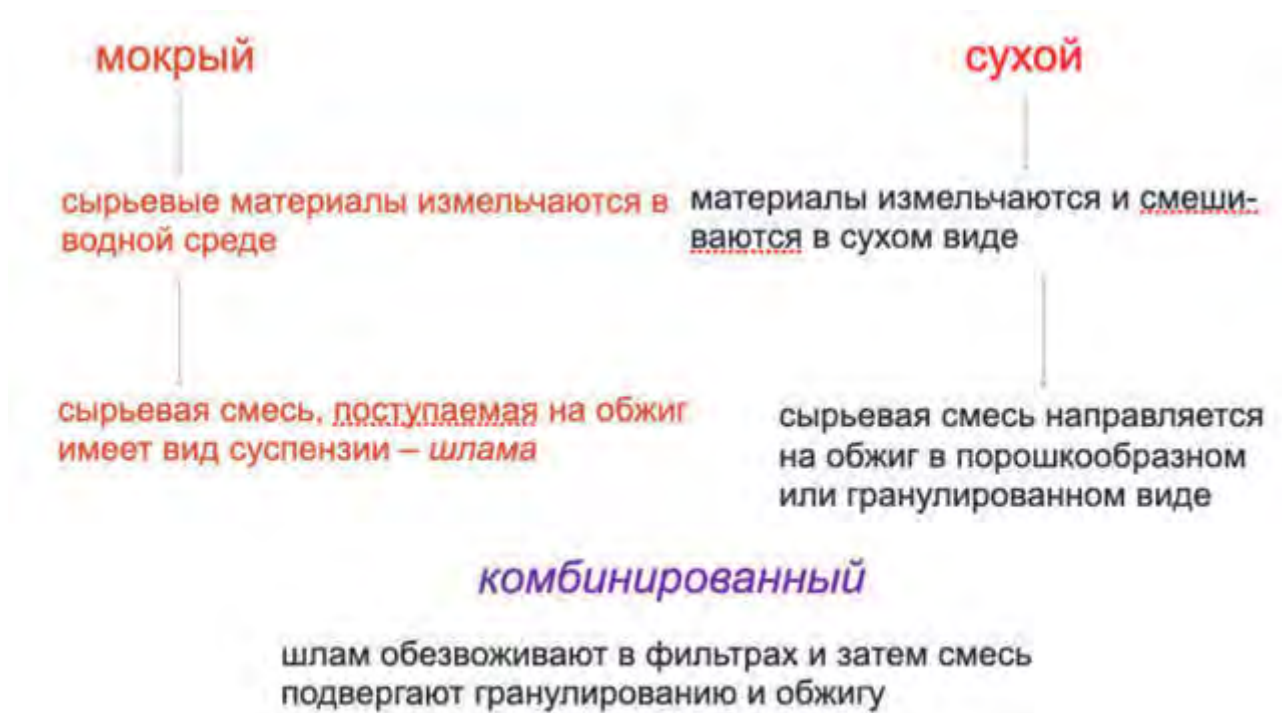 мокрый
сырьевые материалы измельчаются в
водной среде
сырьевая смесь, поступаемая на обжиг
имеет вид суспензии – шлама
сухой
материалы измельчаются и смеши-
ваются в сухом виде
сырьевая смесь направляется
на обжиг в порошкообразном
или гранулированном виде
комбинированный
шлам обезвоживают в фильтрах и затем смесь
подвергают гранулированию и обжигу